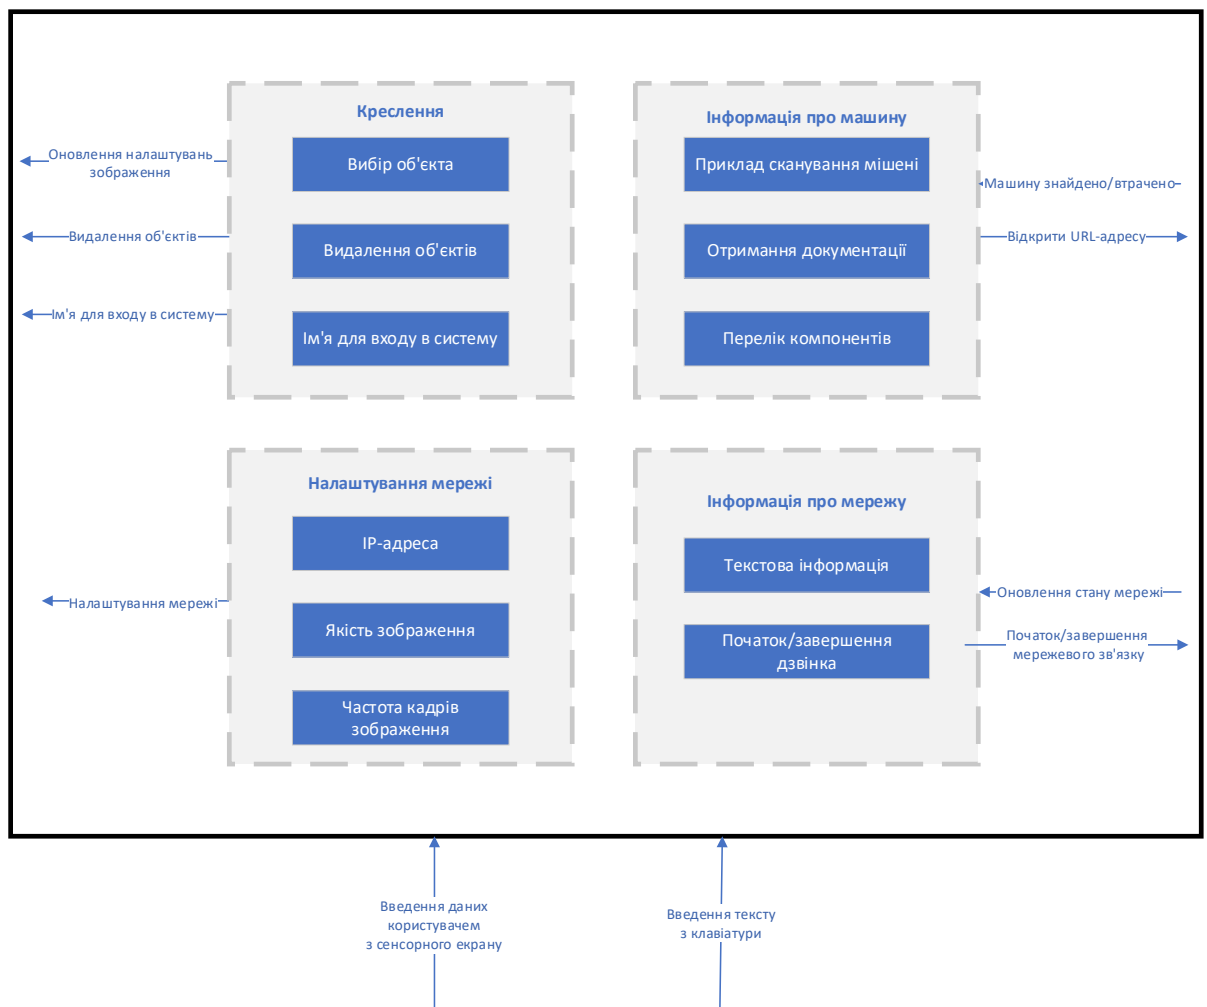 Креслення
Вибір об'єкта
Видалення об'єктів
Ім'я для входу в систему
Оновлення налаштувань
зображення
Видалення об'єктів
Ім'я для входу в систему
Інформація про машину
Приклад сканування мішені
Отримання документації
Перелік компонентів
Машину знайдено/втрачено
Відкрити URL-адресу
Налаштування мережі
IP-адреса
Якість зображення
Частота кадрів
зображення
Налаштування мережі
Інформація про мережу
Текстова інформація
Початок/завершення
дзвінка
Оновлення стану мережі
Початок/завершення
мережевого зв'язку
Введення даних
користувачем
з сенсорного екрану
Введення тексту
з клавіатури